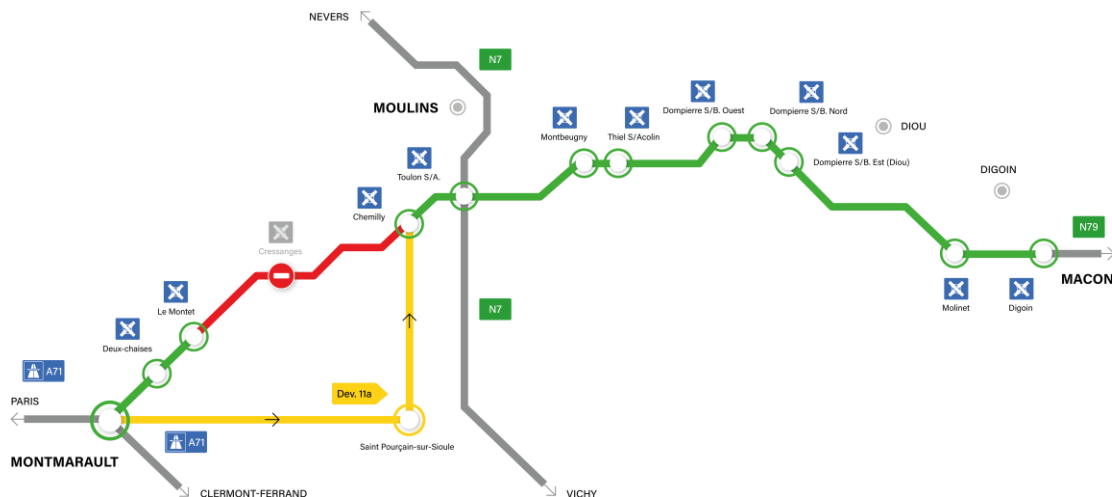 NEVERS
N7
MOULINS
Dompierre S/B. Ouest
Dompierre S/B. Nord
DIOU
Montbeugny
Thiel S/Acolin
Dompierre S/B. Est (Diou)
DIGOIN
Toulon S/A.
Chemilly
N79
Cressanges
MACON
Le Montet
N7
Molinet
Digoin
Deux-chaises
A71
Dev. 11a
PARIS
A71
Saint Pourçain-sur-Sioule
MONTMARAULT
CLERMONT-FERRAND
VICHY